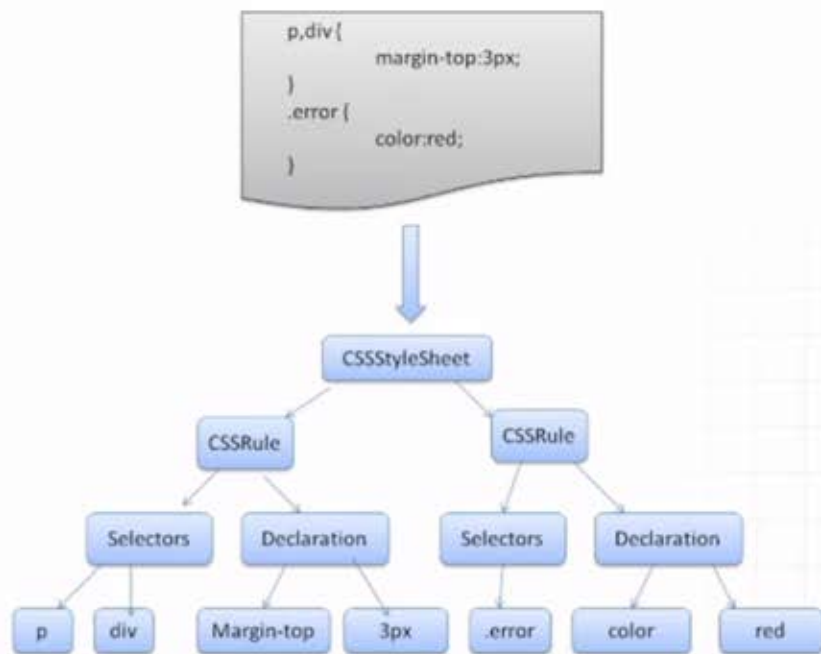 p,div {
margin-top:3px;
}
.error {
color:red;
}
CSSStyleSheet
CSSRule
CSSRule
Selectors
Declaration
Selectors
Declaration
p
div
Margin-top
3px
.error
color
red